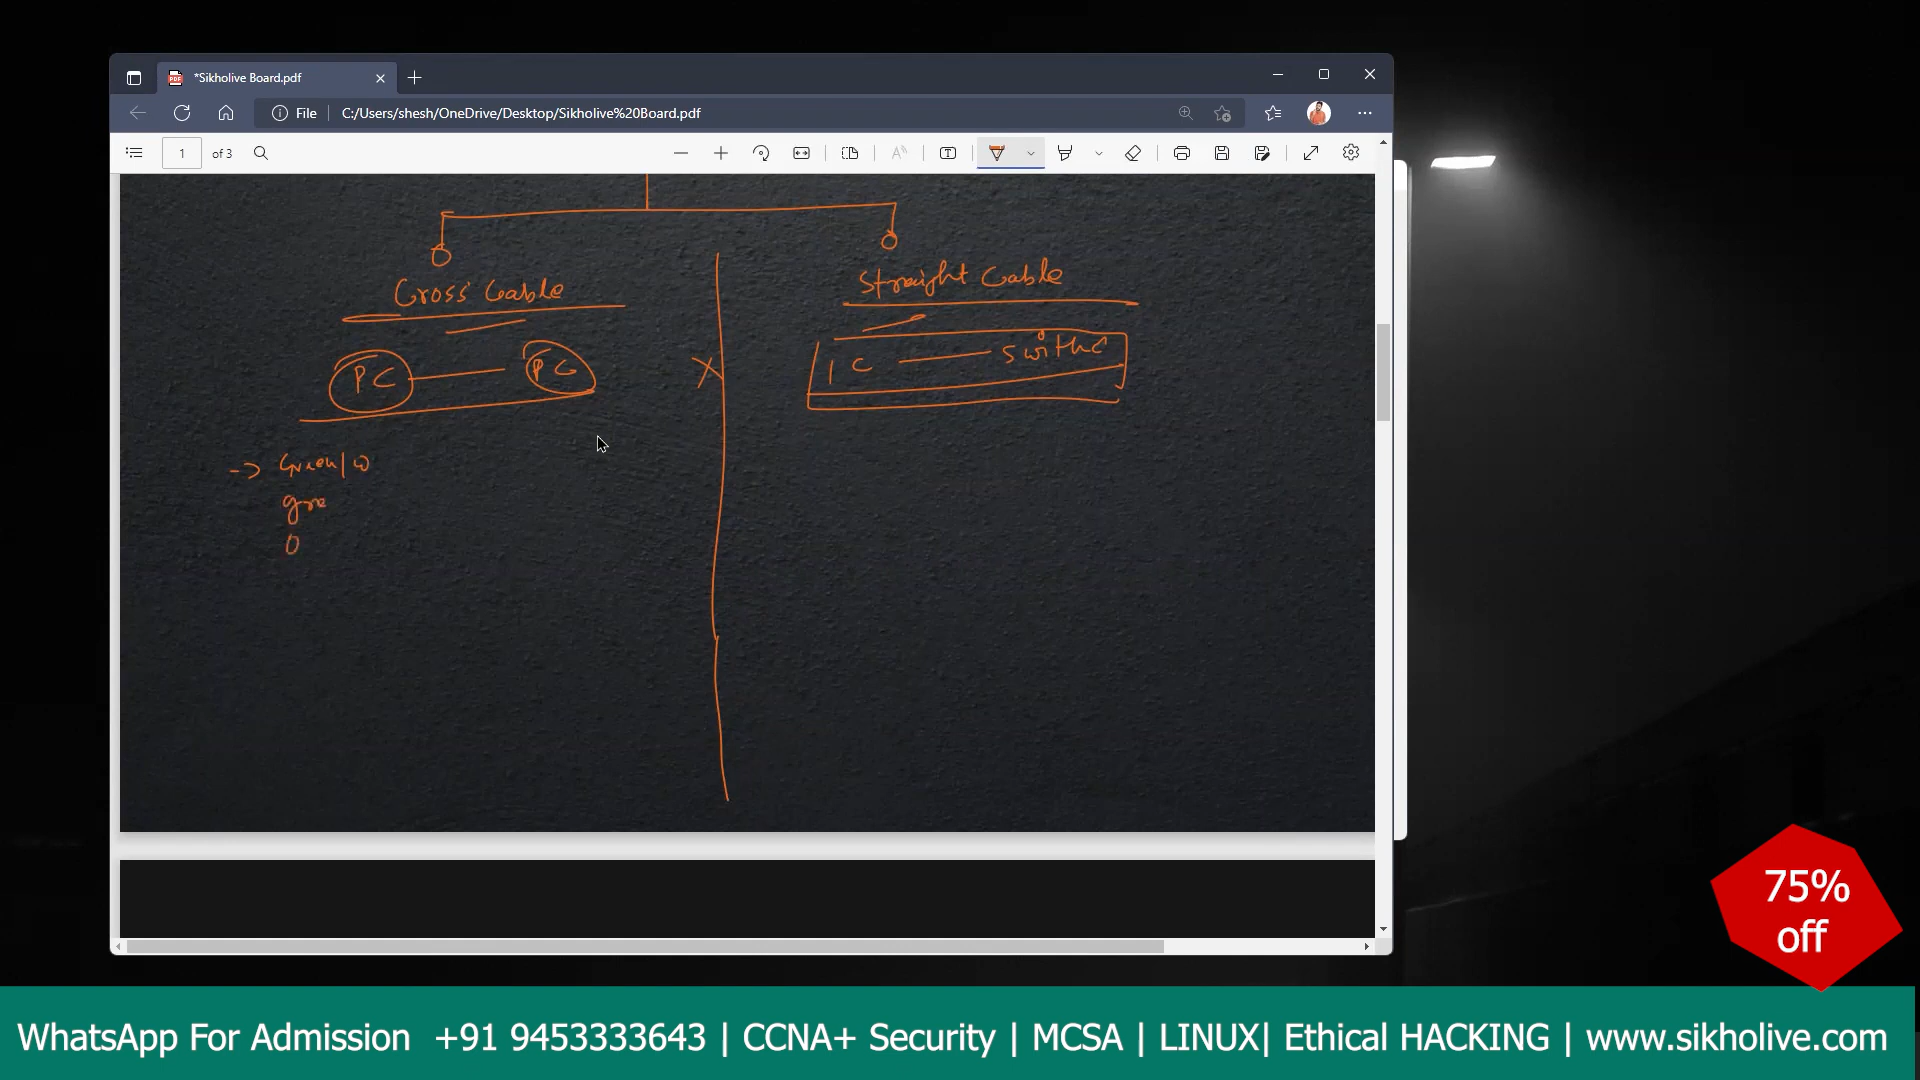 *Sikholive Board.pdf
File
C:/Users/shesh/OneDrive/Desktop/Sikholive%20Board.pdf
1 of 3
Cross Cable
Straight Cable
PC PC X
PC
Green/w
gre
O
75%
off
WhatsApp For Admission +91 9453333643 | CCNA+ Security | MCSA | LINUX| Ethical HACKING | www.sikholive.com